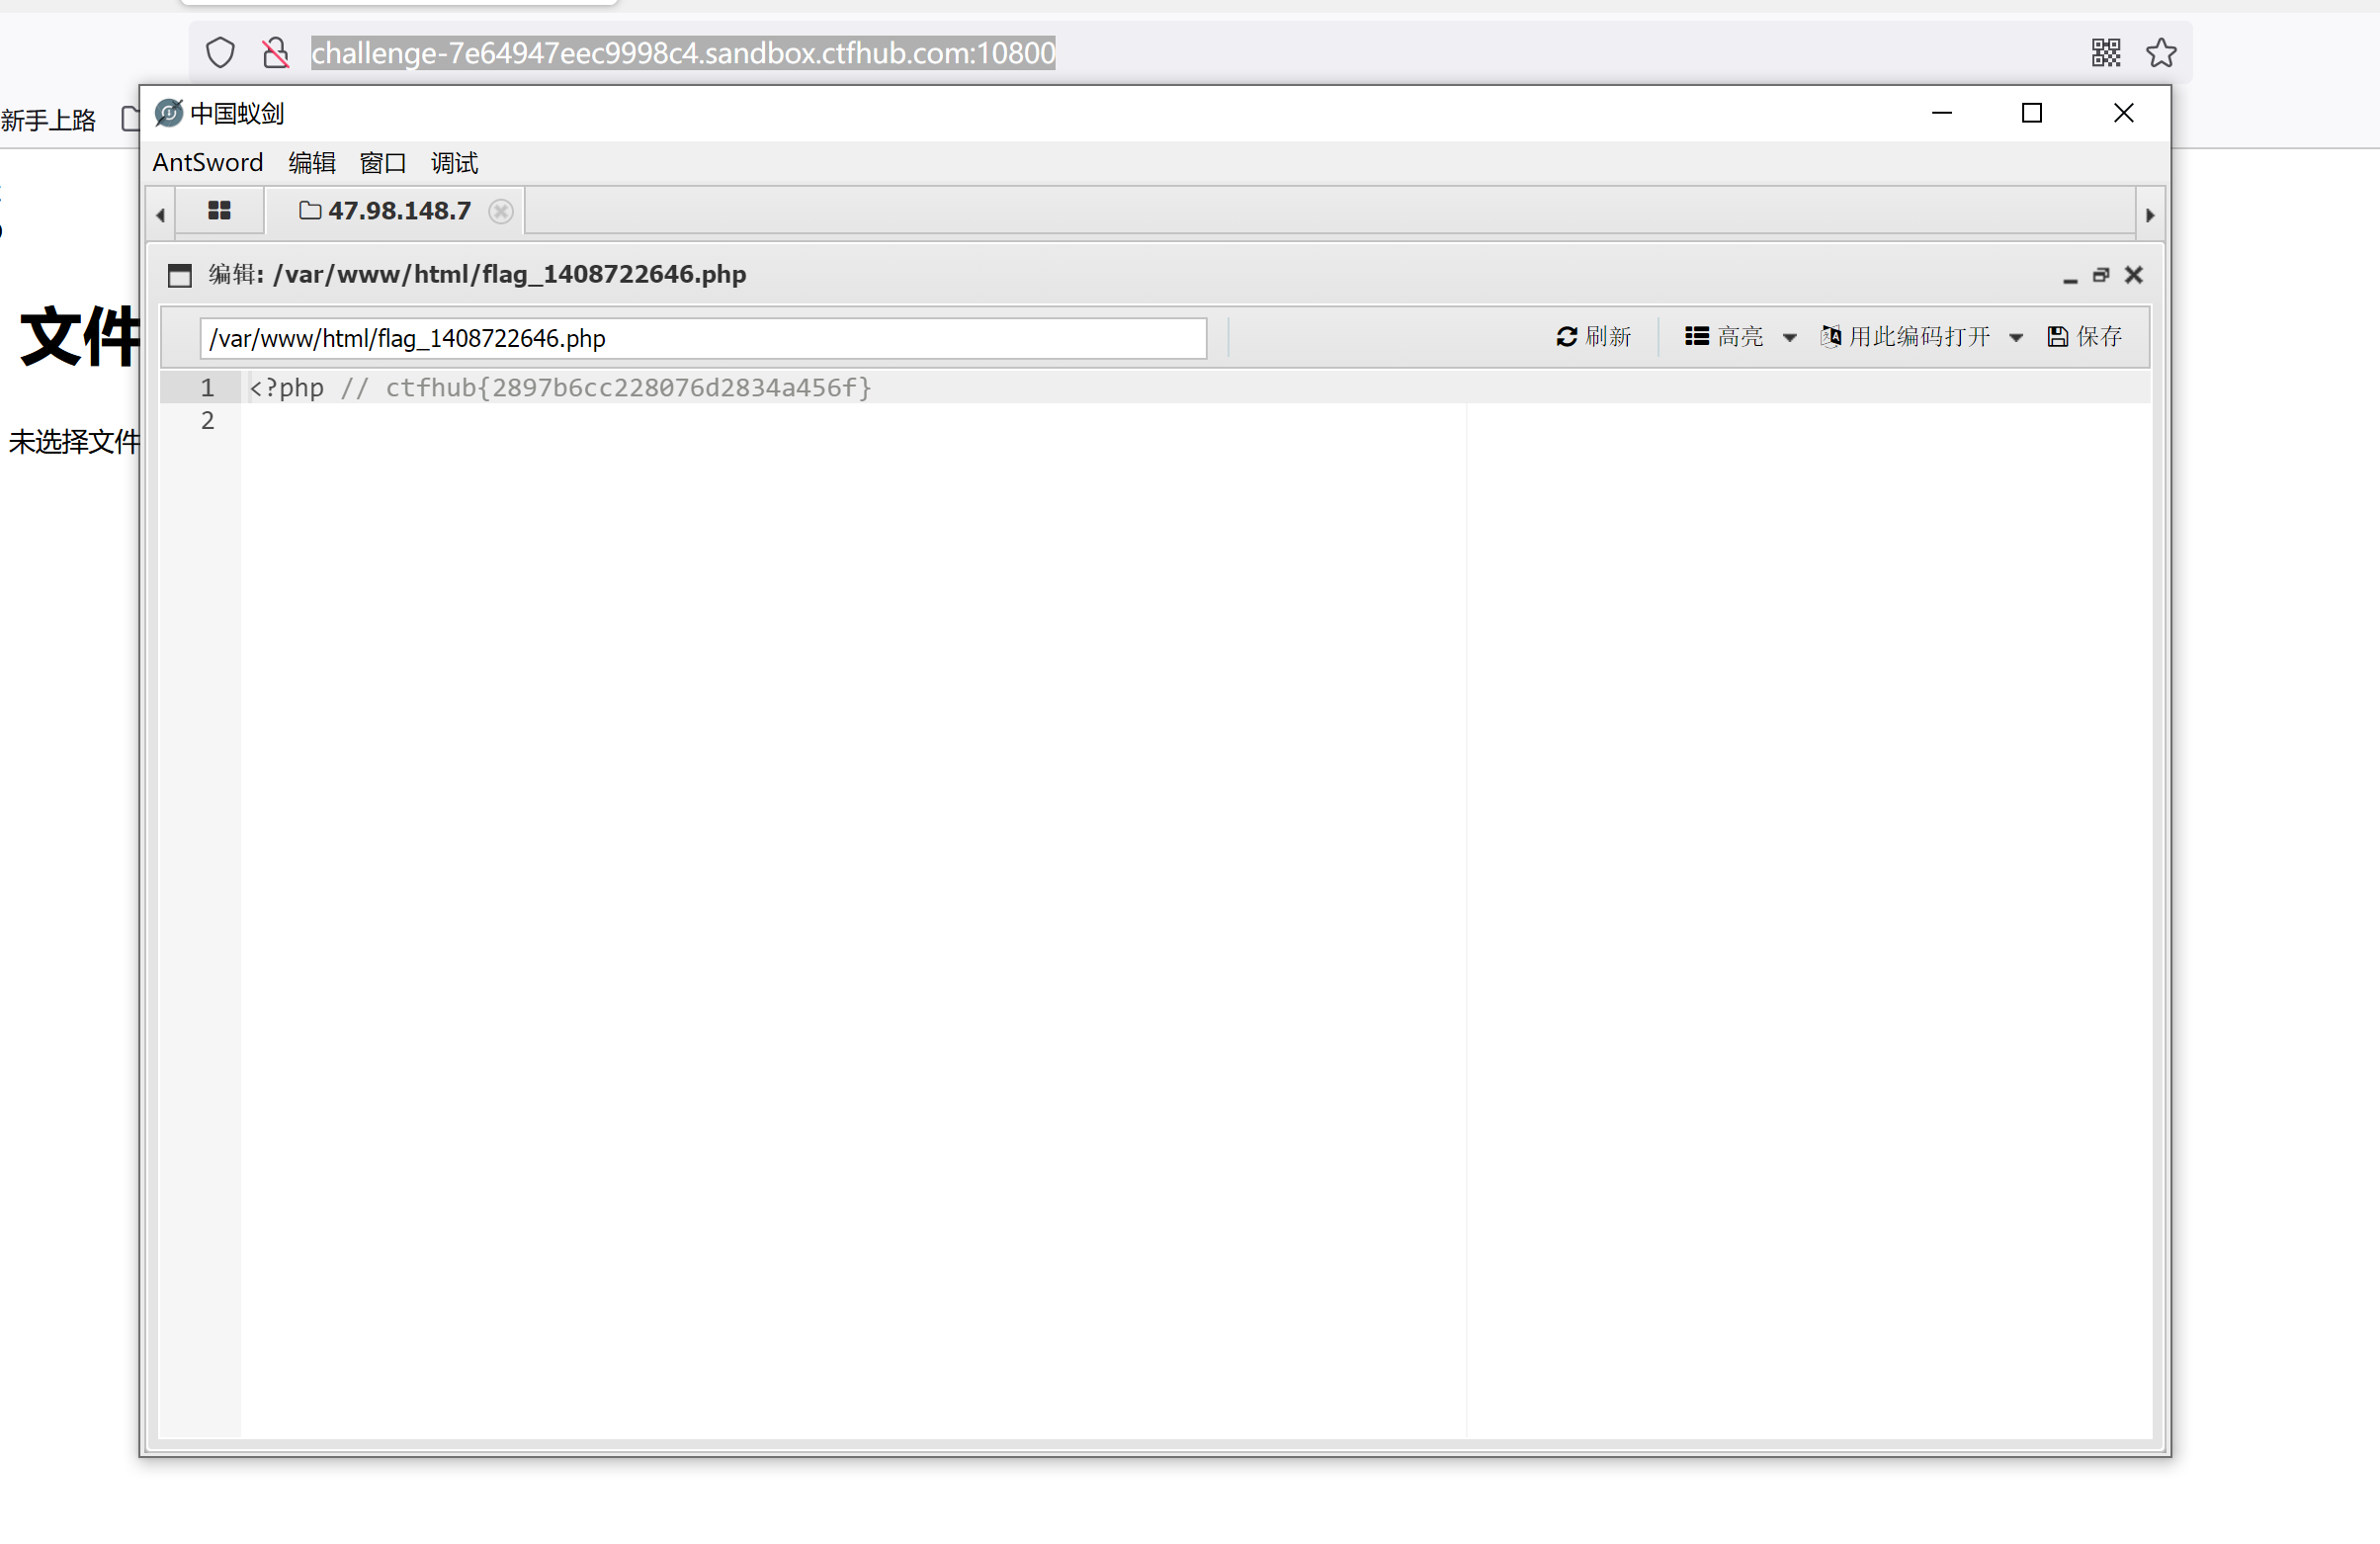 challenge-7e64947eec9998c4.sandbox.ctfhub.com:10800
新手上路
中国蚁剑
AntSword 编辑 窗口 调试
47.98.148.7
编辑: /var/www/html/flag_1408722646.php
/var/www/html/flag_1408722646.php 刷新 高亮 用此编码打开 保存
文件
1 <?php // ctfhub{2897b6cc228076d2834a456f}
2
未选择文件